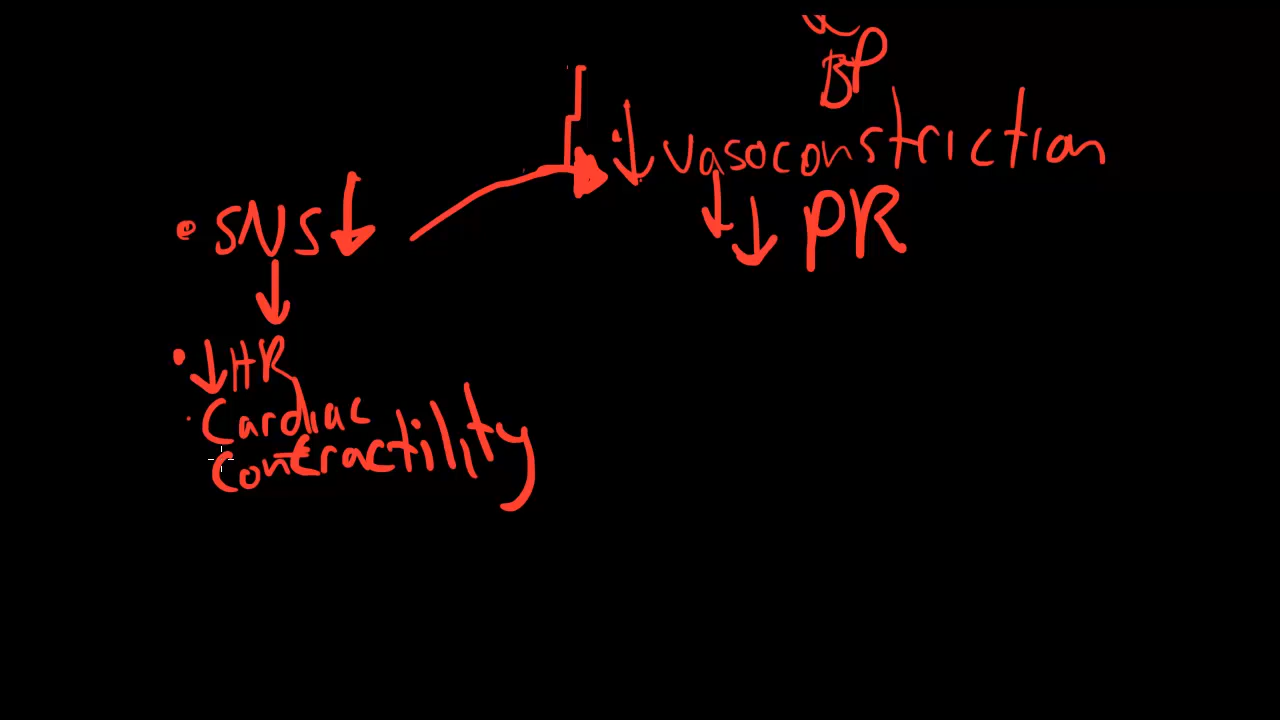 BP
↓ vasoconstriction
↓ ↓ PR
• SNS ↓
• ↓ HR
• Cardiac
contractility